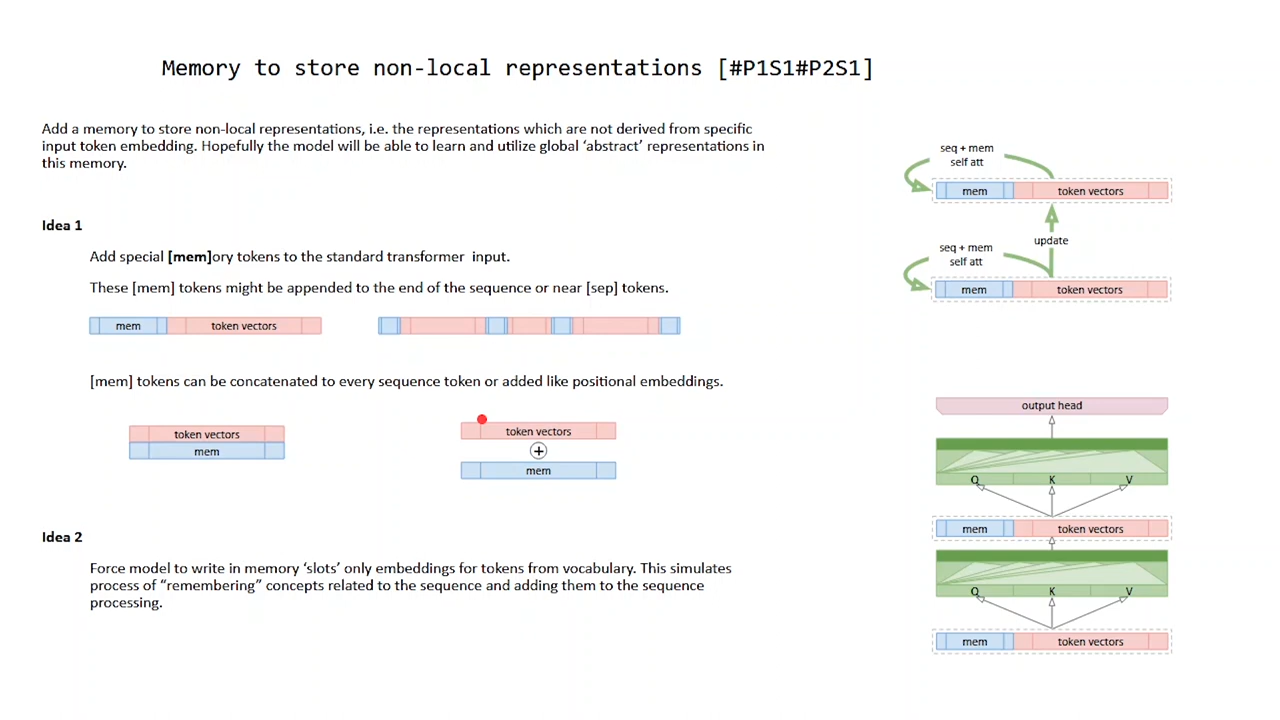 Memory to store non-local representations [#P1S1#P2S1]
Add a memory to store non-local representations, i.e. the representations which are not derived from specific
input token embedding. Hopefully the model will be able to learn and utilize global ‘abstract’ representations in
this memory.
Idea 1
Add special [mem]ory tokens to the standard transformer input.
These [mem] tokens might be appended to the end of the sequence or near [sep] tokens.
mem
token vectors
[mem] tokens can be concatenated to every sequence token or added like positional embeddings.
token vectors
mem
token vectors
+
mem
Idea 2
Force model to write in memory ‘slots’ only embeddings for tokens from vocabulary. This simulates
process of “remembering” concepts related to the sequence and adding them to the sequence
processing.
seq + mem
self att
mem
token vectors
update
seq + mem
self att
mem
token vectors
output head
Q
K
V
mem
token vectors
Q
K
V
mem
token vectors